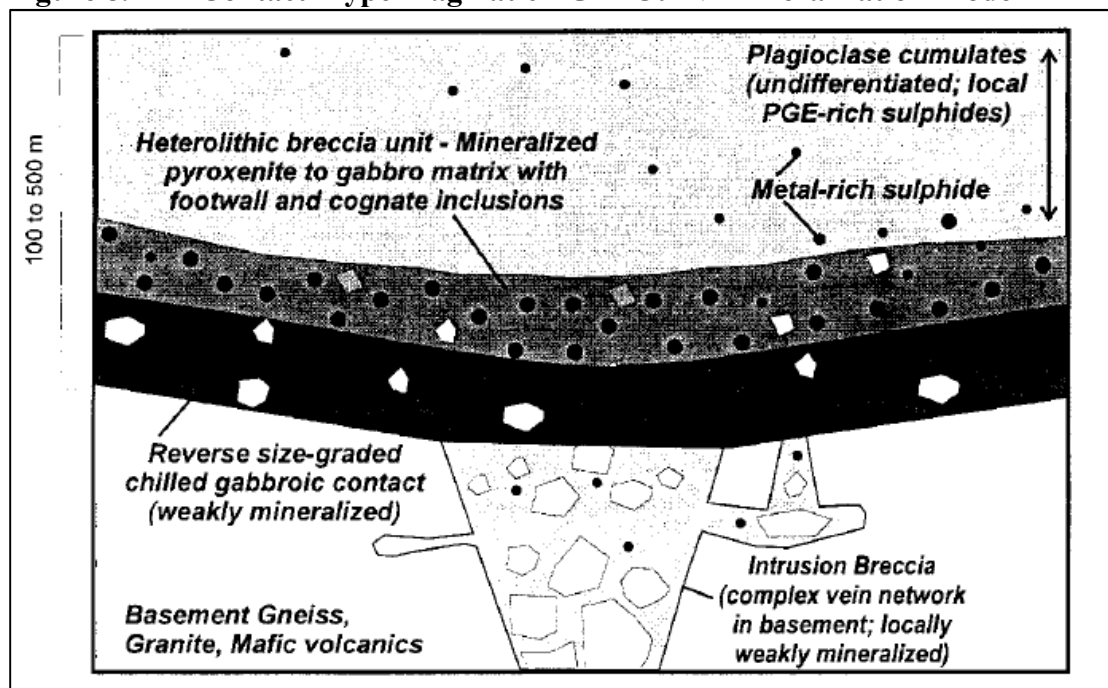 Plagioclase cumulates
(undifferentiated; local
PGE-rich sulphides)
Heterolithic breccia unit - Mineralized
pyroxenite to gabbro matrix with
footwall and cognate inclusions
Metal-rich sulphide
100 to 500 m
Reverse size-graded
chilled gabbroic contact
(weakly mineralized)
Intrusion Breccia
(complex vein network
in basement; locally
weakly mineralized)
Basement Gneiss,
Granite, Mafic volcanics